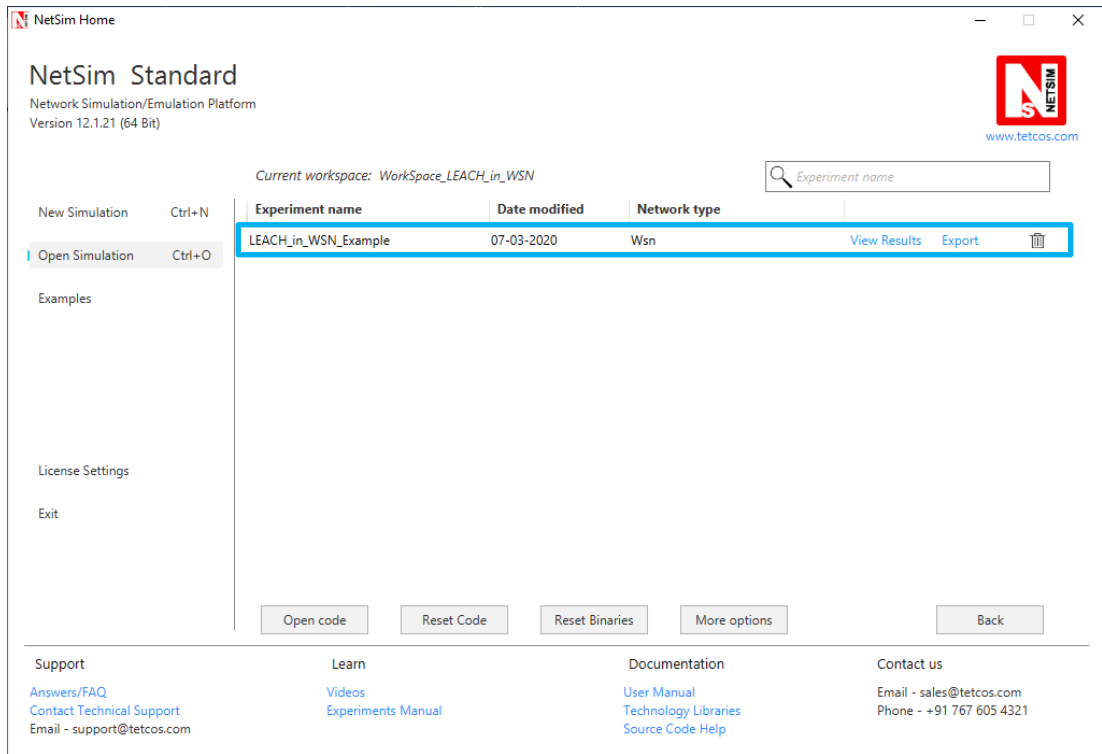 NetSim Home
NetSim Standard
Network Simulation/Emulation Platform
Version 12.1.21 (64 Bit)
NS NETSIM
www.tetcos.com
Current workspace: WorkSpace_LEACH_in_WSN
Experiment name
New Simulation Ctrl+N
Open Simulation Ctrl+O
Examples
License Settings
Exit
Experiment name Date modified Network type
LEACH_in_WSN_Example 07-03-2020 Wsn View Results Export
Open code Reset Code Reset Binaries More options Back
Support
Answers/FAQ
Contact Technical Support
Email - support@tetcos.com
Learn
Videos
Experiments Manual
Documentation
User Manual
Technology Libraries
Source Code Help
Contact us
Email - sales@tetcos.com
Phone - +91 767 605 4321